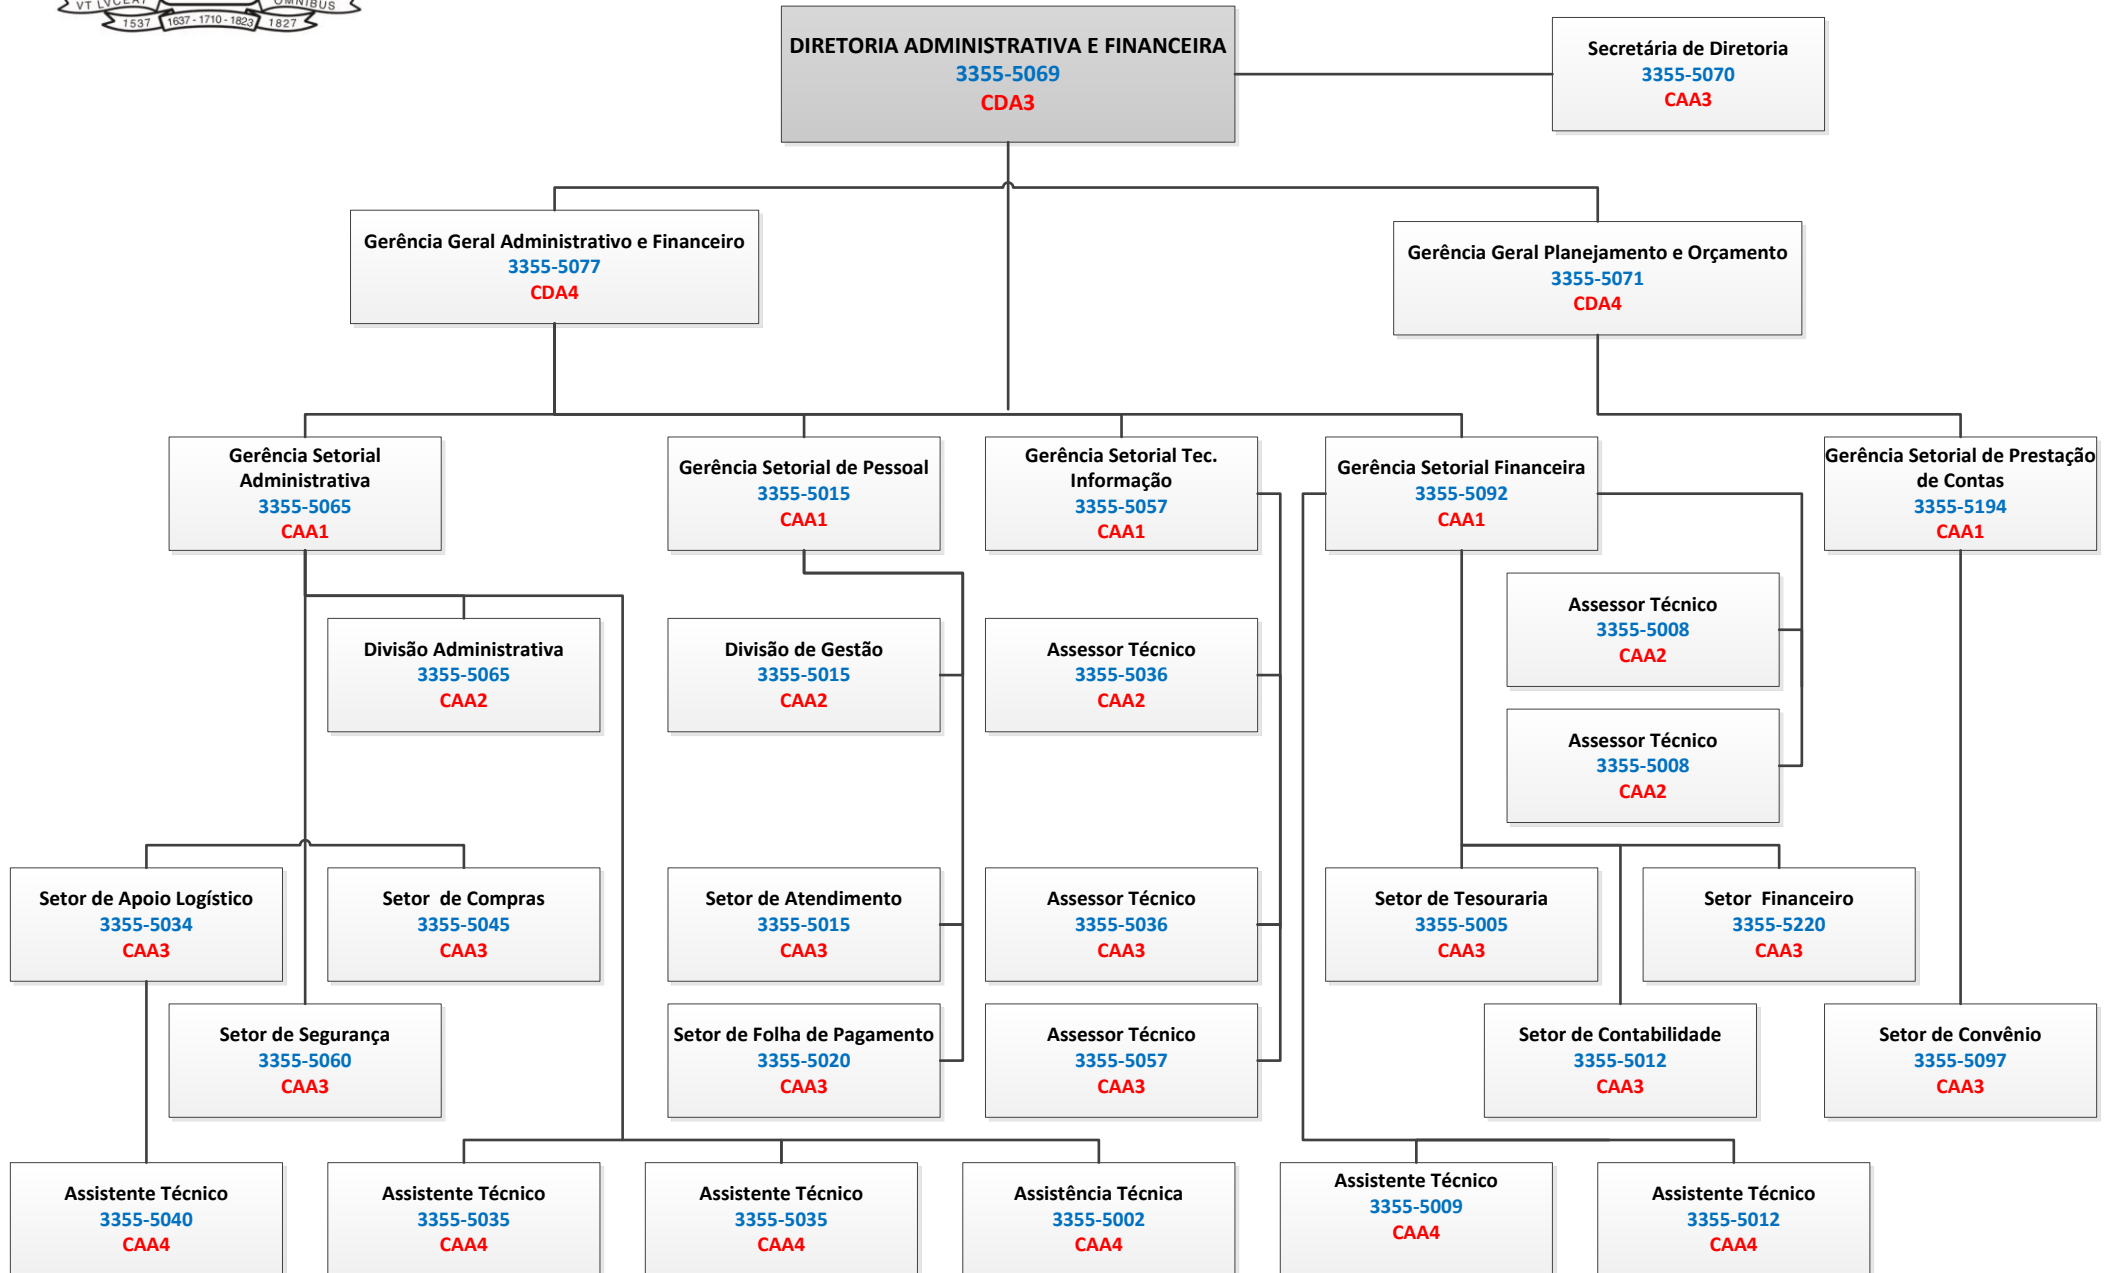 VT LVCEAT OMNIBUS
1537 1637 - 1710 - 1823 1827
DIRETORIA ADMINISTRATIVA E FINANCEIRA
3355-5069
CDA3
Secretária de Diretoria
3355-5070
CAA3
Gerência Geral Administrativo e Financeiro
3355-5077
CDA4
Gerência Geral Planejamento e Orçamento
3355-5071
CDA4
Gerência Setorial
Administrativa
3355-5065
CAA1
Gerência Setorial de Pessoal
3355-5015
CAA1
Gerência Setorial Tec.
Informação
3355-5057
CAA1
Gerência Setorial Financeira
3355-5092
CAA1
Gerência Setorial de Prestação
de Contas
3355-5194
CAA1
Assessor Técnico
3355-5008
CAA2
Divisão Administrativa
3355-5065
CAA2
Divisão de Gestão
3355-5015
CAA2
Assessor Técnico
3355-5036
CAA2
Assessor Técnico
3355-5008
CAA2
Setor de Apoio Logístico
3355-5034
CAA3
Setor  de Compras
3355-5045
CAA3
Setor de Atendimento
3355-5015
CAA3
Assessor Técnico
3355-5036
CAA3
Setor de Tesouraria
3355-5005
CAA3
Setor  Financeiro
3355-5220
CAA3
Setor de Segurança
3355-5060
CAA3
Setor de Folha de Pagamento
3355-5020
CAA3
Assessor Técnico
3355-5057
CAA3
Setor de Contabilidade
3355-5012
CAA3
Setor de Convênio
3355-5097
CAA3
Assistente Técnico
3355-5040
CAA4
Assistente Técnico
3355-5035
CAA4
Assistente Técnico
3355-5035
CAA4
Assistência Técnica
3355-5002
CAA4
Assistente Técnico
3355-5009
CAA4
Assistente Técnico
3355-5012
CAA4